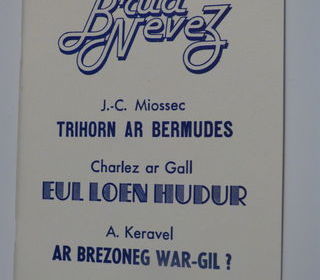 Brud
Nevez
J.-C. Miossec
TRIHORN AR BERMUDES
Charlez ar Gall
EUL LOEN HUDUR
A. Keravel
AR BREZONEG WAR-GIL ?